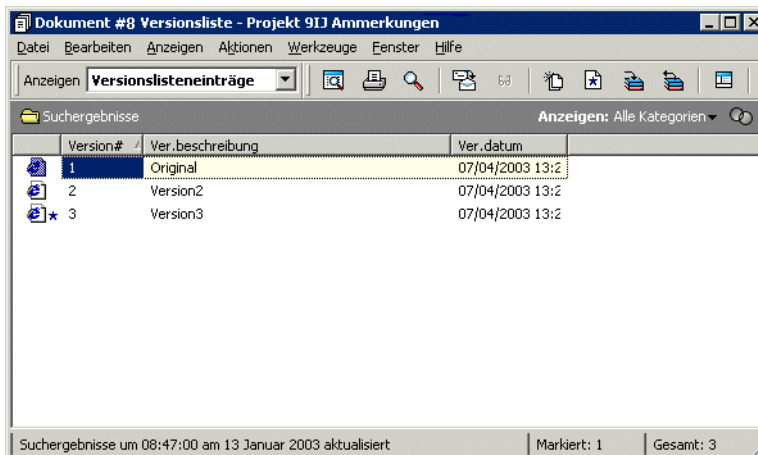 Dokument #8 Versionsliste - Projekt 9IJ Ammerkungen
Datei Bearbeiten Anzeigen Aktionen Werkzeuge Fenster Hilfe
Anzeigen Versionslisteneinträge
Suchergebnisse Anzeigen: Alle Kategorien
Version# Ver.beschreibung Ver.datum
1 Original 07/04/2003 13:2
2 Version2 07/04/2003 13:2
3 Version3 07/04/2003 13:2
Suchergebnisse um 08:47:00 am 13 Januar 2003 aktualisiert Markiert: 1 Gesamt: 3